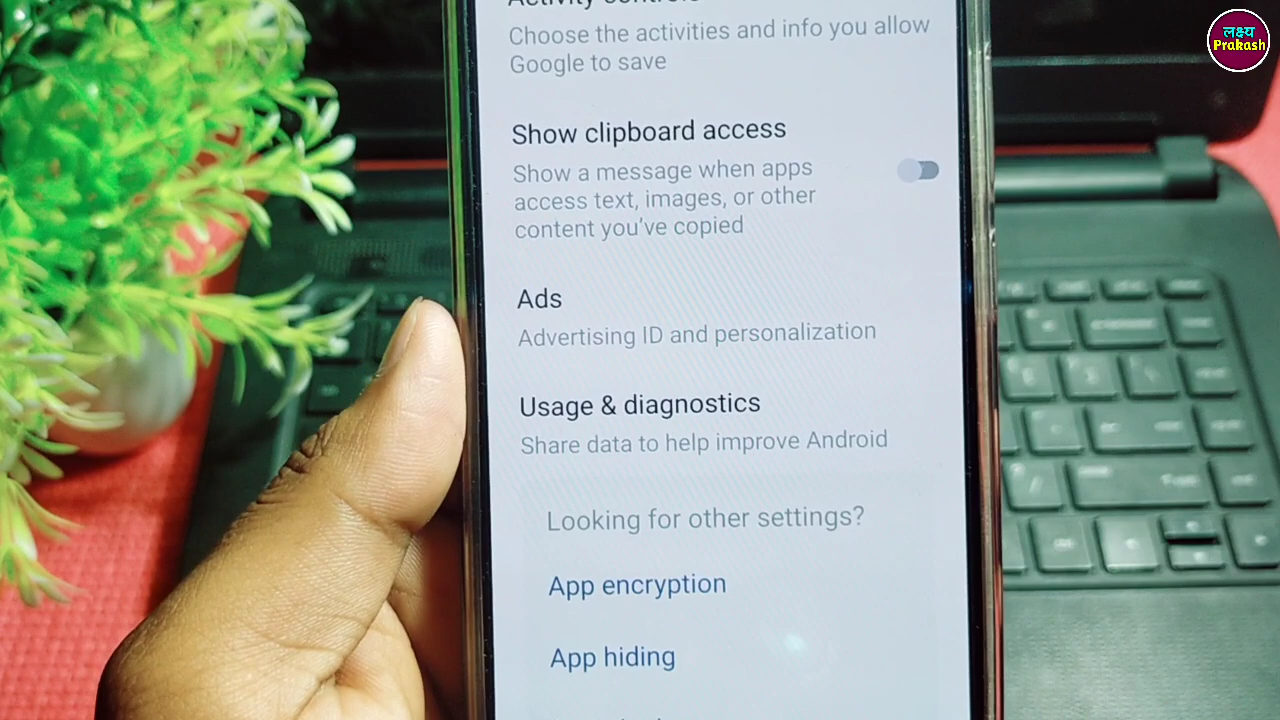 लक्ष्य
Prakash
Activity controls
Choose the activities and info you allow
Google to save
Show clipboard access
Show a message when apps
access text, images, or other
content you’ve copied
Ads
Advertising ID and personalization
Usage & diagnostics
Share data to help improve Android
Looking for other settings?
App encryption
App hiding